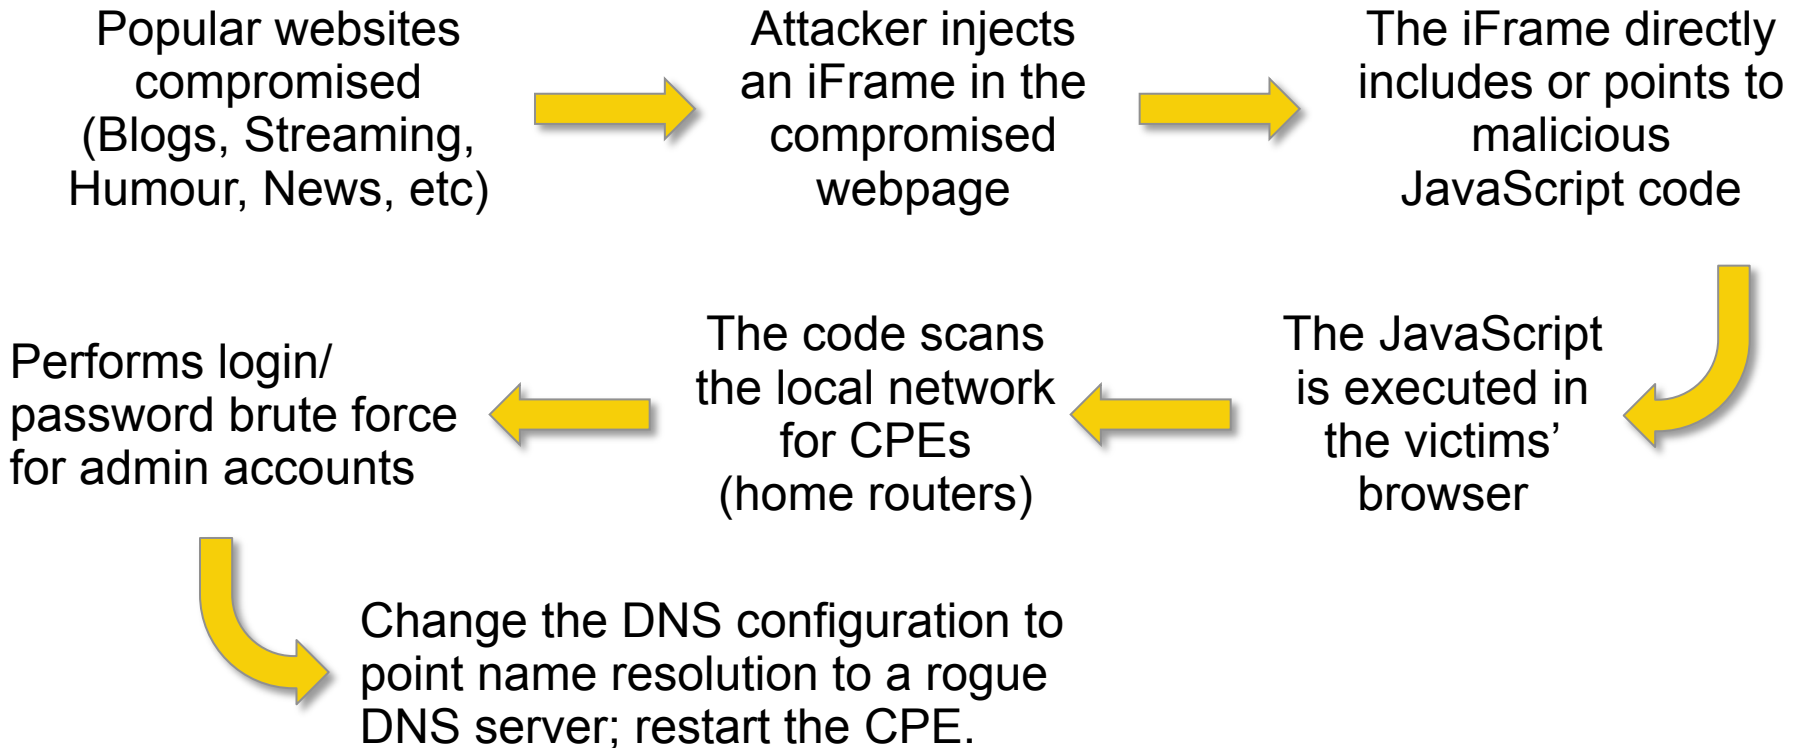 Popular websites
compromised
(Blogs, Streaming,
Humour, News, etc)
Attacker injects
an iFrame in the
compromised
webpage
The iFrame directly
includes or points to
malicious
JavaScript code
The JavaScript
is executed in
the victims’
browser
The code scans
the local network
for CPEs
(home routers)
Performs login/
password brute force
for admin accounts
Change the DNS configuration to
point name resolution to a rogue
DNS server; restart the CPE.